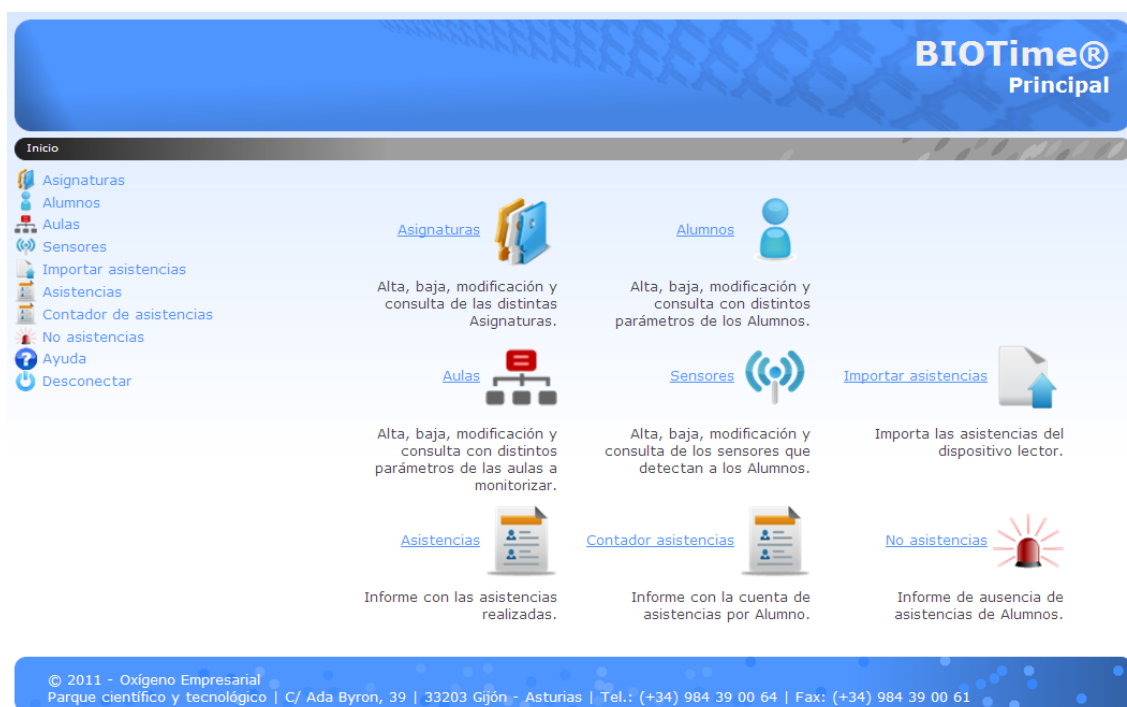 BIOTime®
Principal
Inicio
Asignaturas
Alumnos
Aulas
Sensores
Importar asistencias
Asistencias
Contador de asistencias
No asistencias
Ayuda
Desconectar
Asignaturas
Alta, baja, modificación y
consulta de las distintas
Asignaturas.
Alumnos
Alta, baja, modificación y
consulta con distintos
parámetros de los Alumnos.
Aulas
Alta, baja, modificación y
consulta con distintos
parámetros de las aulas a
monitorizar.
Sensores
Alta, baja, modificación y
consulta de los sensores que
detectan a los Alumnos.
Importar asistencias
Importa las asistencias del
dispositivo lector.
Asistencias
Informe con las asistencias
realizadas.
Contador asistencias
Informe con la cuenta de
asistencias por Alumno.
No asistencias
Informe de ausencia de
asistencias de Alumnos.
© 2011 - Oxígeno Empresarial
Parque científico y tecnológico | C/ Ada Byron, 39 | 33203 Gijón - Asturias | Tel.: (+34) 984 39 00 64 | Fax: (+34) 984 39 00 61